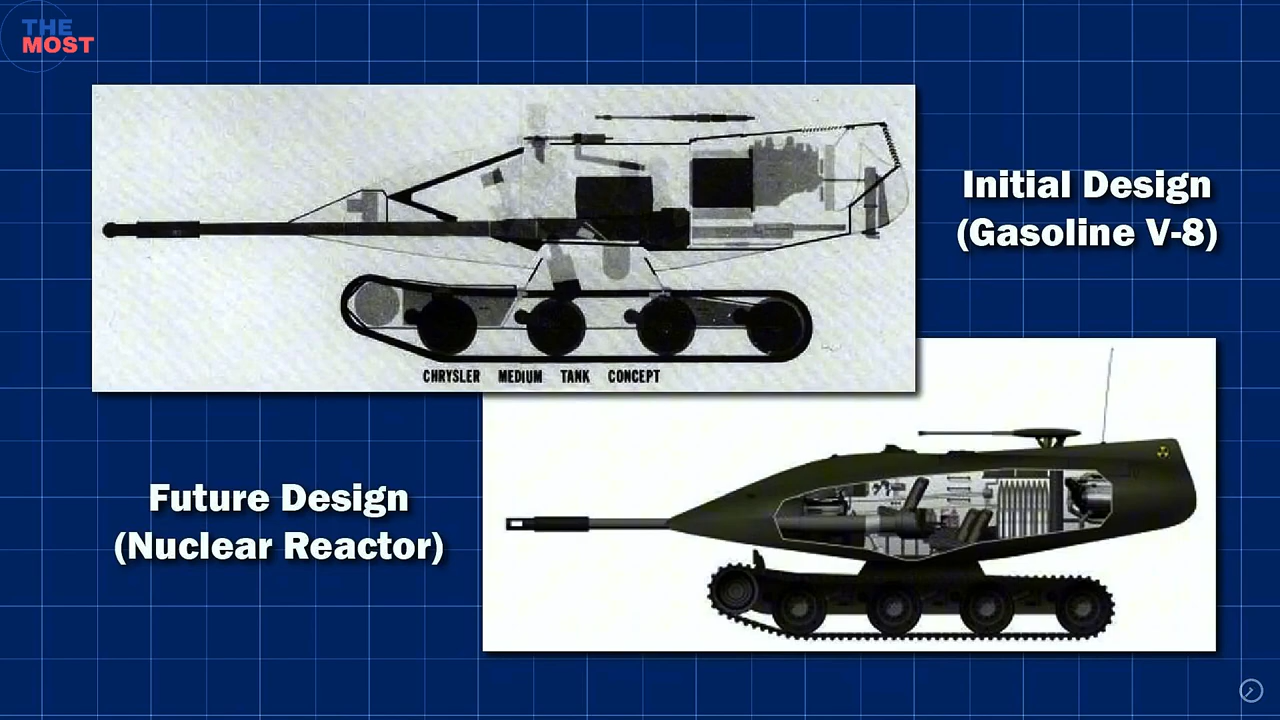 THE
MOST
Initial Design
(Gasoline V-8)
CHRYSLER MEDIUM TANK CONCEPT
Future Design
(Nuclear Reactor)